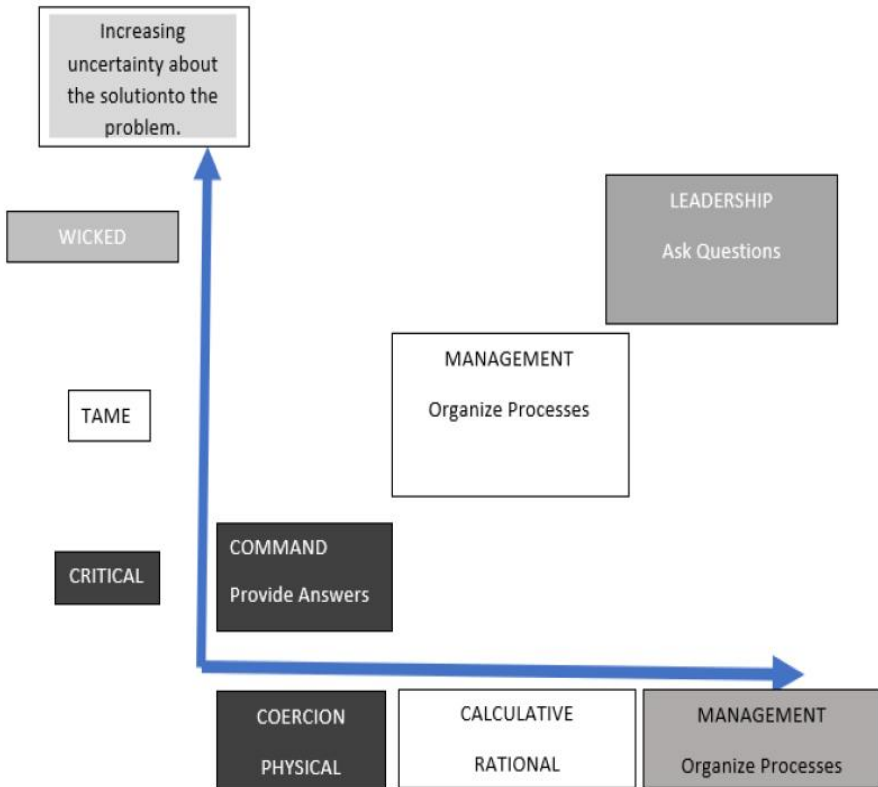 Increasing
uncertainty about
the solutionto the
problem.
WICKED
LEADERSHIP
Ask Questions
MANAGEMENT
Organize Processes
TAME
COMMAND
Provide Answers
CRITICAL
COERCION
PHYSICAL
CALCULATIVE
RATIONAL
MANAGEMENT
Organize Processes